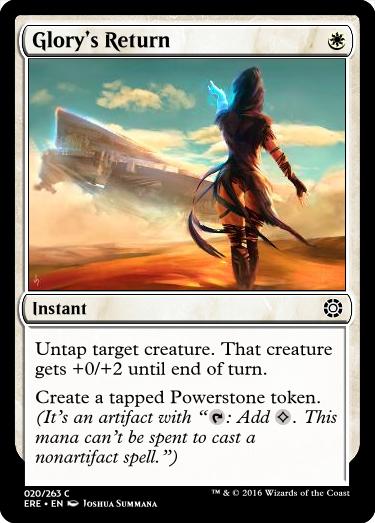 Glory's Return
Instant
Untap target creature. That creature
gets +0/+2 until end of turn.
Create a tapped Powerstone token.
(It's an artifact with “: Add . This
mana can't be spent to cast a
nonartifact spell.”)
020/263 C
ERE • EN Joshua Summana
™ & © 2016 Wizards of the Coast